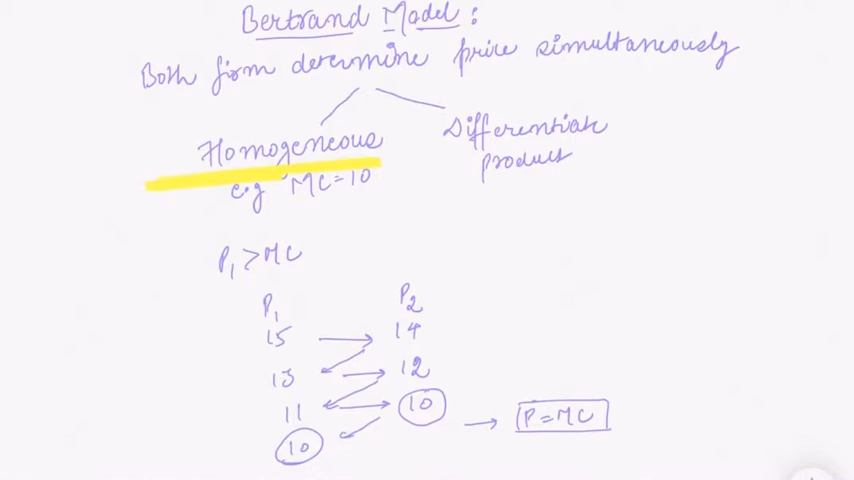 Bertrand Model :
Both firm determine price simultaneously
Homogeneous
Differentiate
product
e.g MC=10
P₁ > MC
P₁ P₂
15 14
13 12
11 10
10
P = MC